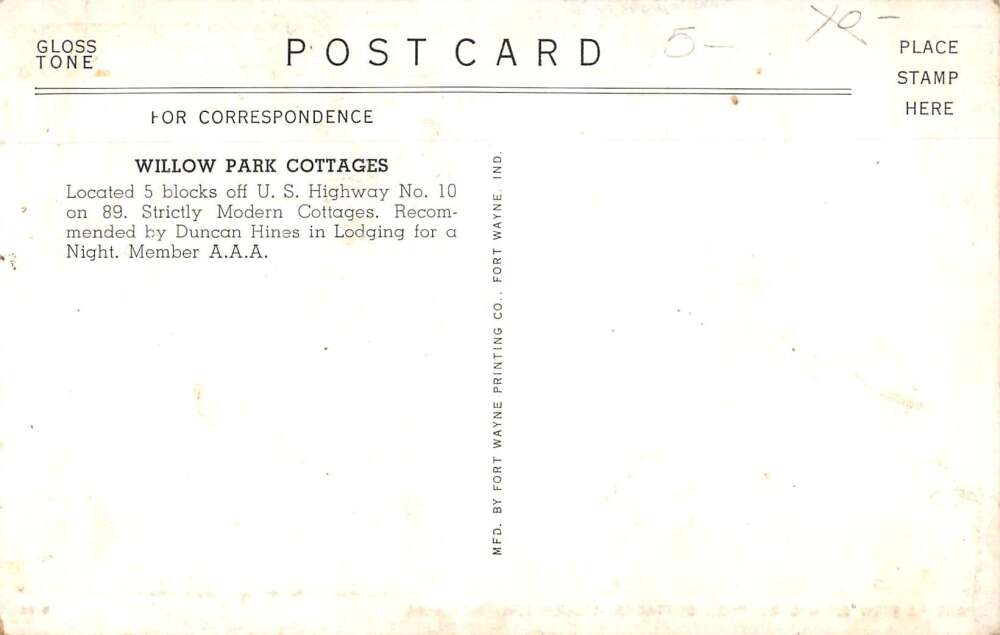 GLOSS
TONE
POST CARD
5-
PLACE
STAMP
HERE
FOR CORRESPONDENCE
WILLOW PARK COTTAGES
Located 5 blocks off U. S. Highway No. 10
on 89. Strictly Modern Cottages. Recom-
mended by Duncan Hines in Lodging for a
Night. Member A.A.A.
MFD. BY FORT WAYNE PRINTING CO., FORT WAYNE, IND.